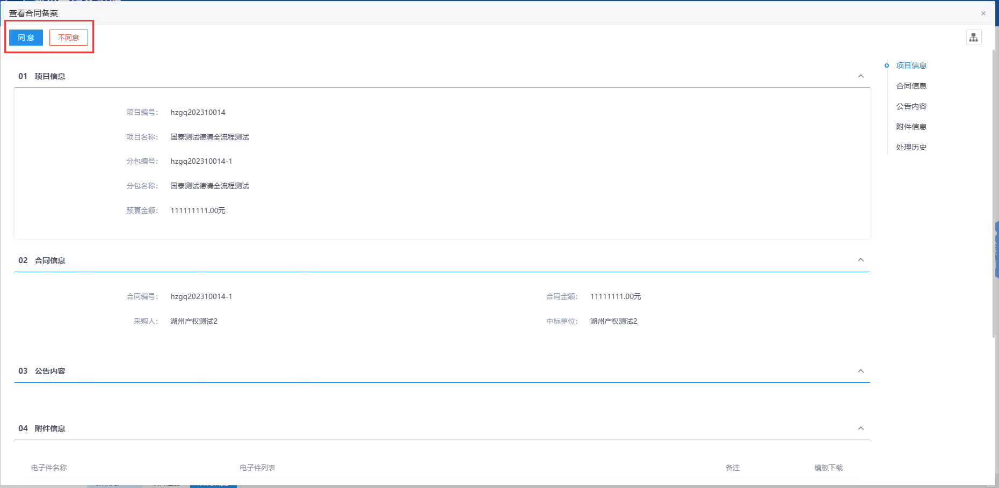 查看合同备案
×
同 意 不同意
01 项目信息
项目编号： hzgq202310014
项目名称： 国泰测试德清全流程测试
分包编号： hzgq202310014-1
分包名称： 国泰测试德清全流程测试
预算金额： 111111111.00元
02 合同信息
合同编号： hzgq202310014-1 合同金额： 11111111.00元
采购人： 湖州产权测试2 中标单位： 湖州产权测试2
03 公告内容
04 附件信息
电子件名称 电子件列表 备注 模板下载
项目信息
合同信息
公告内容
附件信息
处理历史